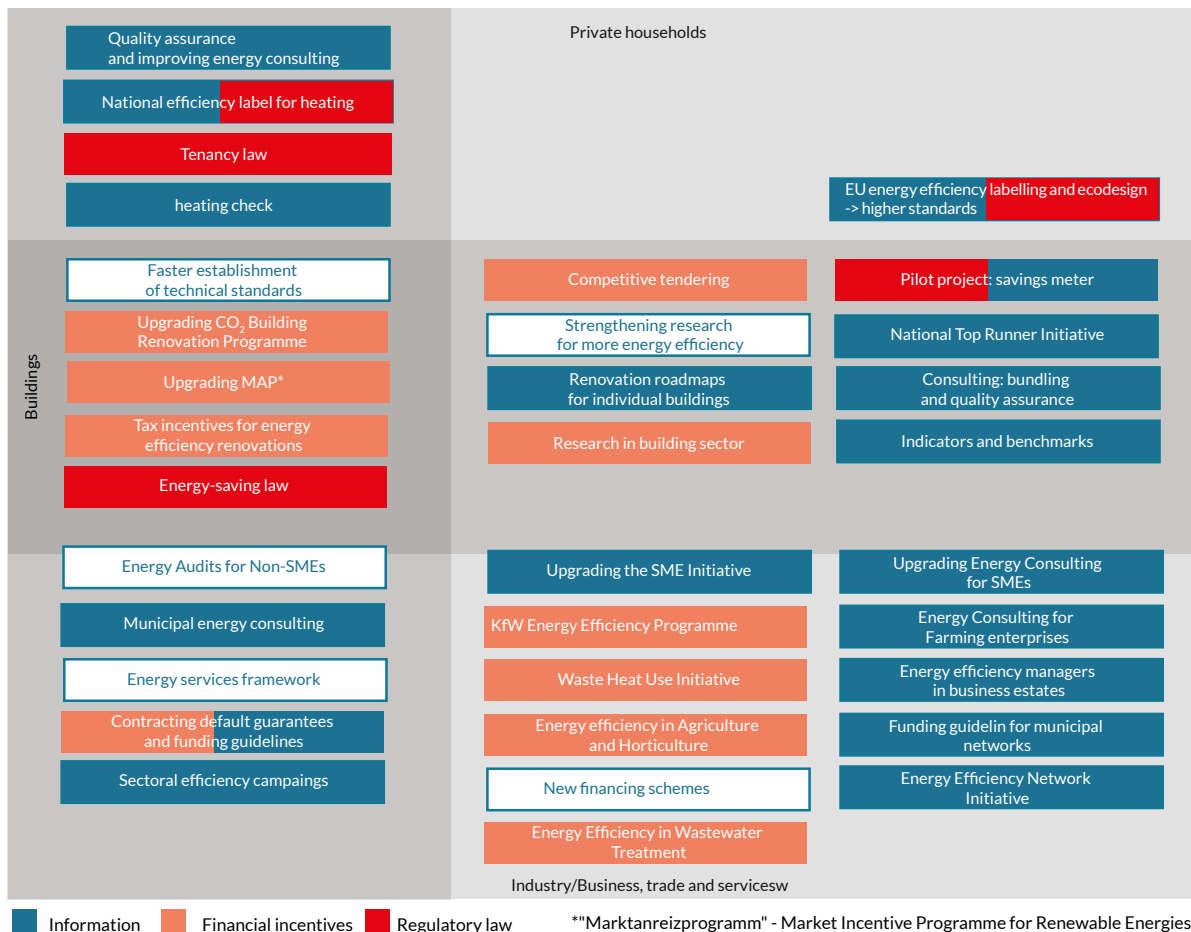 Private households
Quality assurance
and improving energy consulting
National efficiency label for heating
Tenancy law
heating check
EU energy efficiency labelling and ecodesign
-> higher standards
Buildings
Faster establishment
of technical standards
Upgrading CO₂ Building
Renovation Programme
Upgrading MAP*
Tax incentives for energy
efficiency renovations
Energy-saving law
Competitive tendering
Strengthening research
for more energy efficiency
Renovation roadmaps
for individual buildings
Research in building sector
Pilot project: savings meter
National Top Runner Initiative
Consulting: bundling
and quality assurance
Indicators and benchmarks
Energy Audits for Non-SMEs
Municipal energy consulting
Energy services framework
Contracting default guarantees
and funding guidelines
Sectoral efficiency campaings
Upgrading the SME Initiative
KfW Energy Efficiency Programme
Waste Heat Use Initiative
Energy efficiency in Agriculture
and Horticulture
New financing schemes
Energy Efficiency in Wastewater
Treatment
Upgrading Energy Consulting
for SMEs
Energy Consulting for
Farming enterprises
Energy efficiency managers
in business estates
Funding guidelin for municipal
networks
Energy Efficiency Network
Initiative
Industry/Business, trade and servicesw
Information
Financial incentives
Regulatory law
*"Marktanreizprogramm" - Market Incentive Programme for Renewable Energies